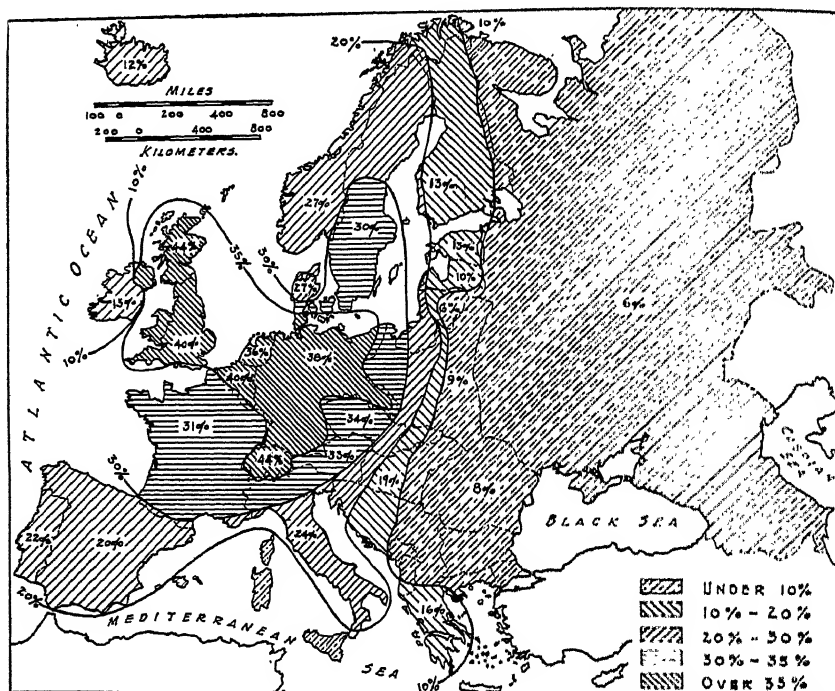 10%
20%
12%
MILES
100 0 200 400 800
200 0 400 800
KILOMETERS.
ATLANTIC OCEAN
10%
35%
30%
27%
30%
13%
44%
13%
10%
27%
13%
10%
6%
40%
36%
38%
40%
9%
6%
31%
34%
33%
44%
30%
19%
8%
22%
20%
24%
20%
BLACK SEA
MEDITERRANEAN
SEA
16%
10%
UNDER 10%
10% - 20%
20% - 30%
30% - 35%
OVER 35%